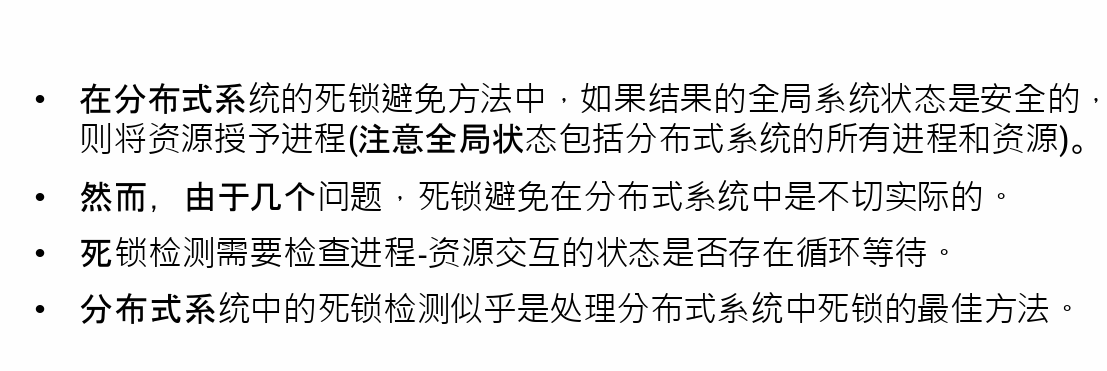 • 在分布式系统的死锁避免方法中，如果结果的全局系统状态是安全的，
则将资源授予进程(注意全局状态包括分布式系统的所有进程和资源)。
• 然而，由于几个问题，死锁避免在分布式系统中是不切实际的。
• 死锁检测需要检查进程-资源交互的状态是否存在循环等待。
• 分布式系统中的死锁检测似乎是处理分布式系统中死锁的最佳方法。